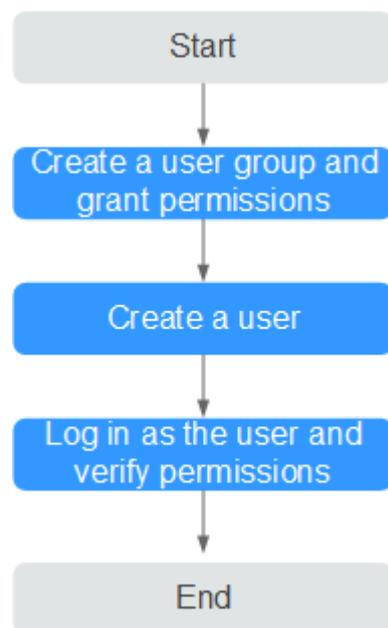 Start
Create a user group and
grant permissions
Create a user
Log in as the user and
verify permissions
End